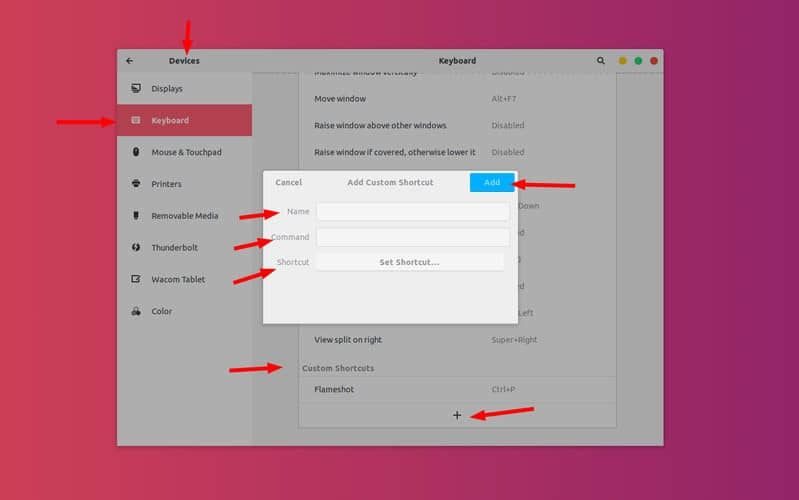 Devices
Keyboard
Displays
Keyboard
Mouse & Touchpad
Printers
Removable Media
Thunderbolt
Wacom Tablet
Color
Maximize window vertically Disabled
Move window Alt+F7
Raise window above other windows Disabled
Raise window if covered, otherwise lower it Disabled
Cancel Add Custom Shortcut Add
Name
Command
Shortcut Set Shortcut...
Down
ed
ed
Left
View split on right Super+Right
Custom Shortcuts
Flameshot Ctrl+P
+